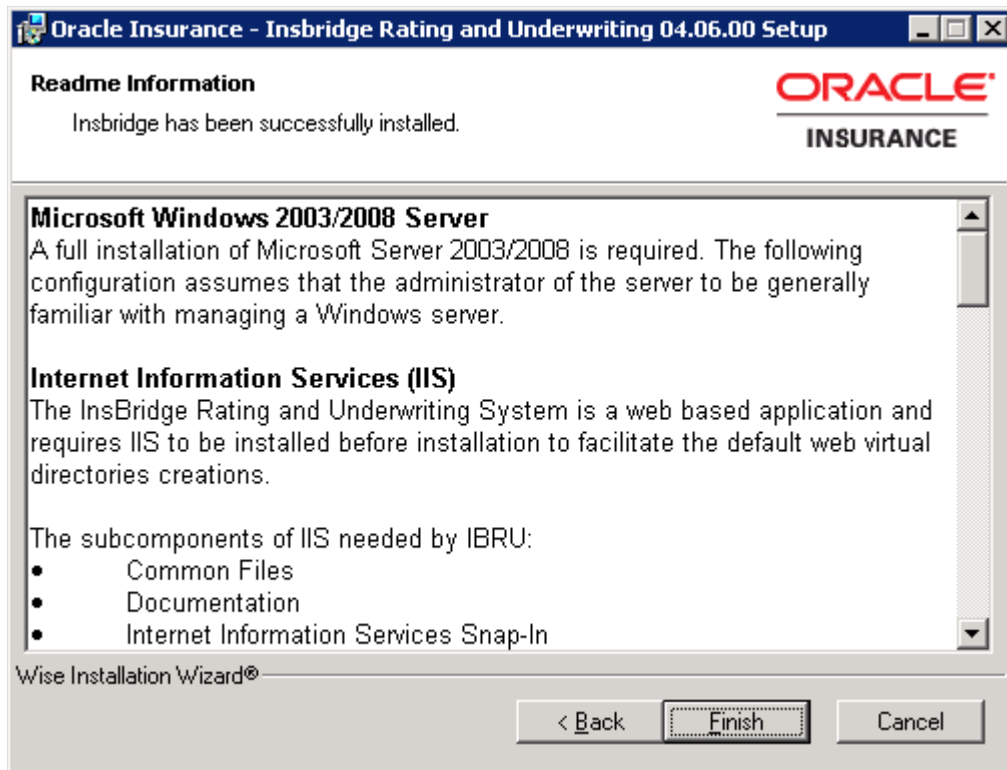 Oracle Insurance - Insbridge Rating and Underwriting 04.06.00 Setup
Readme Information
Insbridge has been successfully installed.
ORACLE
INSURANCE
Microsoft Windows 2003/2008 Server
A full installation of Microsoft Server 2003/2008 is required. The following
configuration assumes that the administrator of the server to be generally
familiar with managing a Windows server.
Internet Information Services (IIS)
The InsBridge Rating and Underwriting System is a web based application and
requires IIS to be installed before installation to facilitate the default web virtual
directories creations.
The subcomponents of IIS needed by IBRU:
• Common Files
• Documentation
• Internet Information Services Snap-In
Wise Installation Wizard®
< Back Finish Cancel